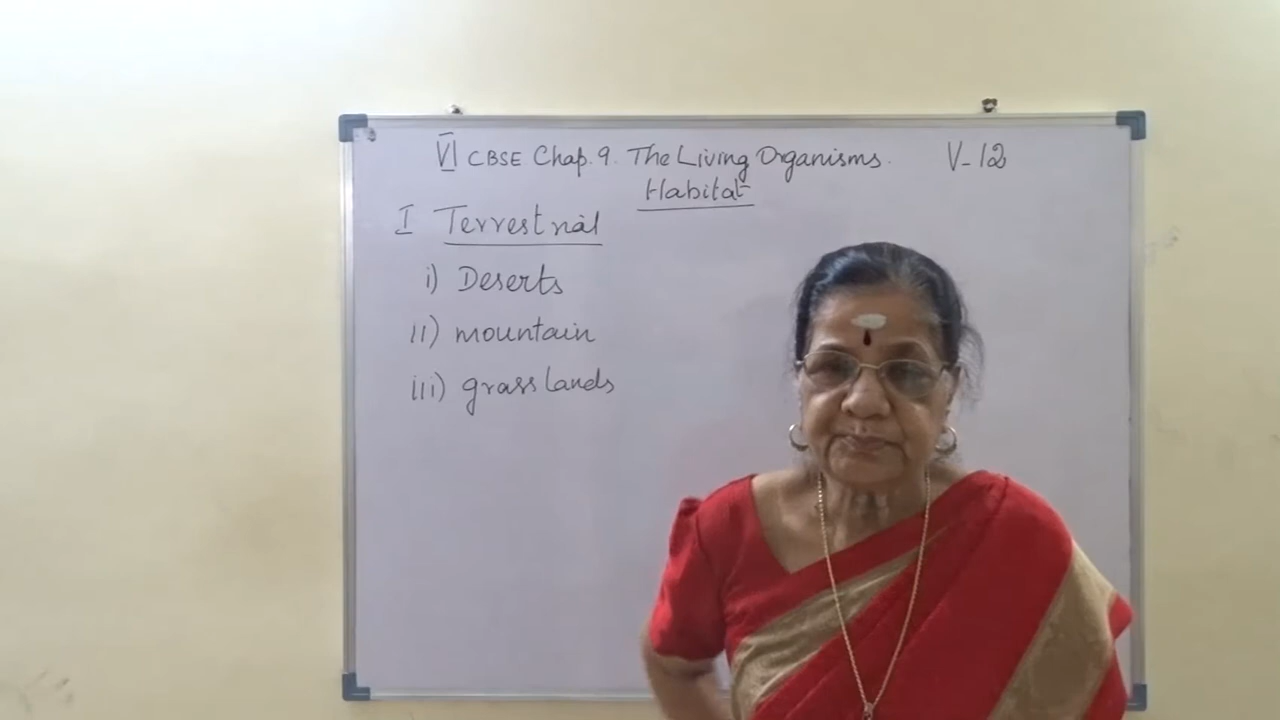 VI CBSE Chap. 9. The Living Organisms. V-12
Habitat
I Terrestrial
i) Deserts
ii) mountain
iii) grass lands